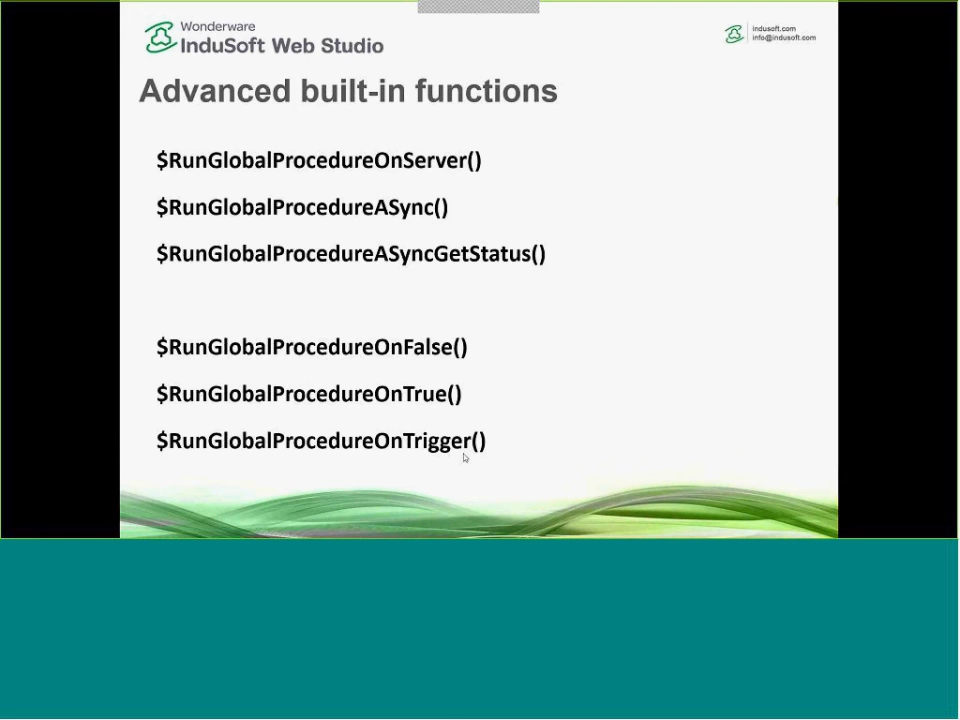 Wonderware
InduSoft Web Studio
indusoft.com
info@indusoft.com
Advanced built-in functions
$RunGlobalProcedureOnServer()
$RunGlobalProcedureASync()
$RunGlobalProcedureASyncGetStatus()
$RunGlobalProcedureOnFalse()
$RunGlobalProcedureOnTrue()
$RunGlobalProcedureOnTrigger()